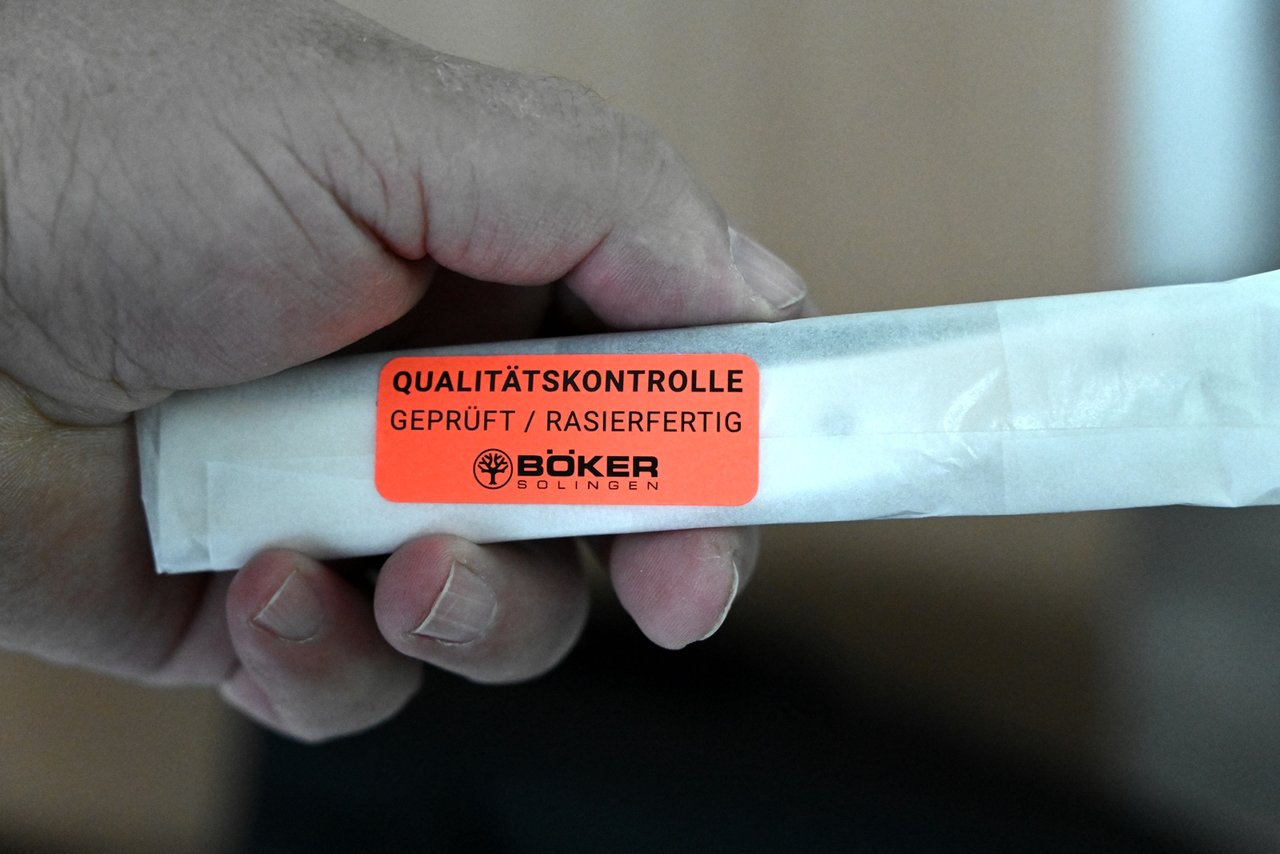 QUALITÄTSKONTROLLE
GEPRÜFT / RASIERFERTIG
BÖKER
SOLINGEN